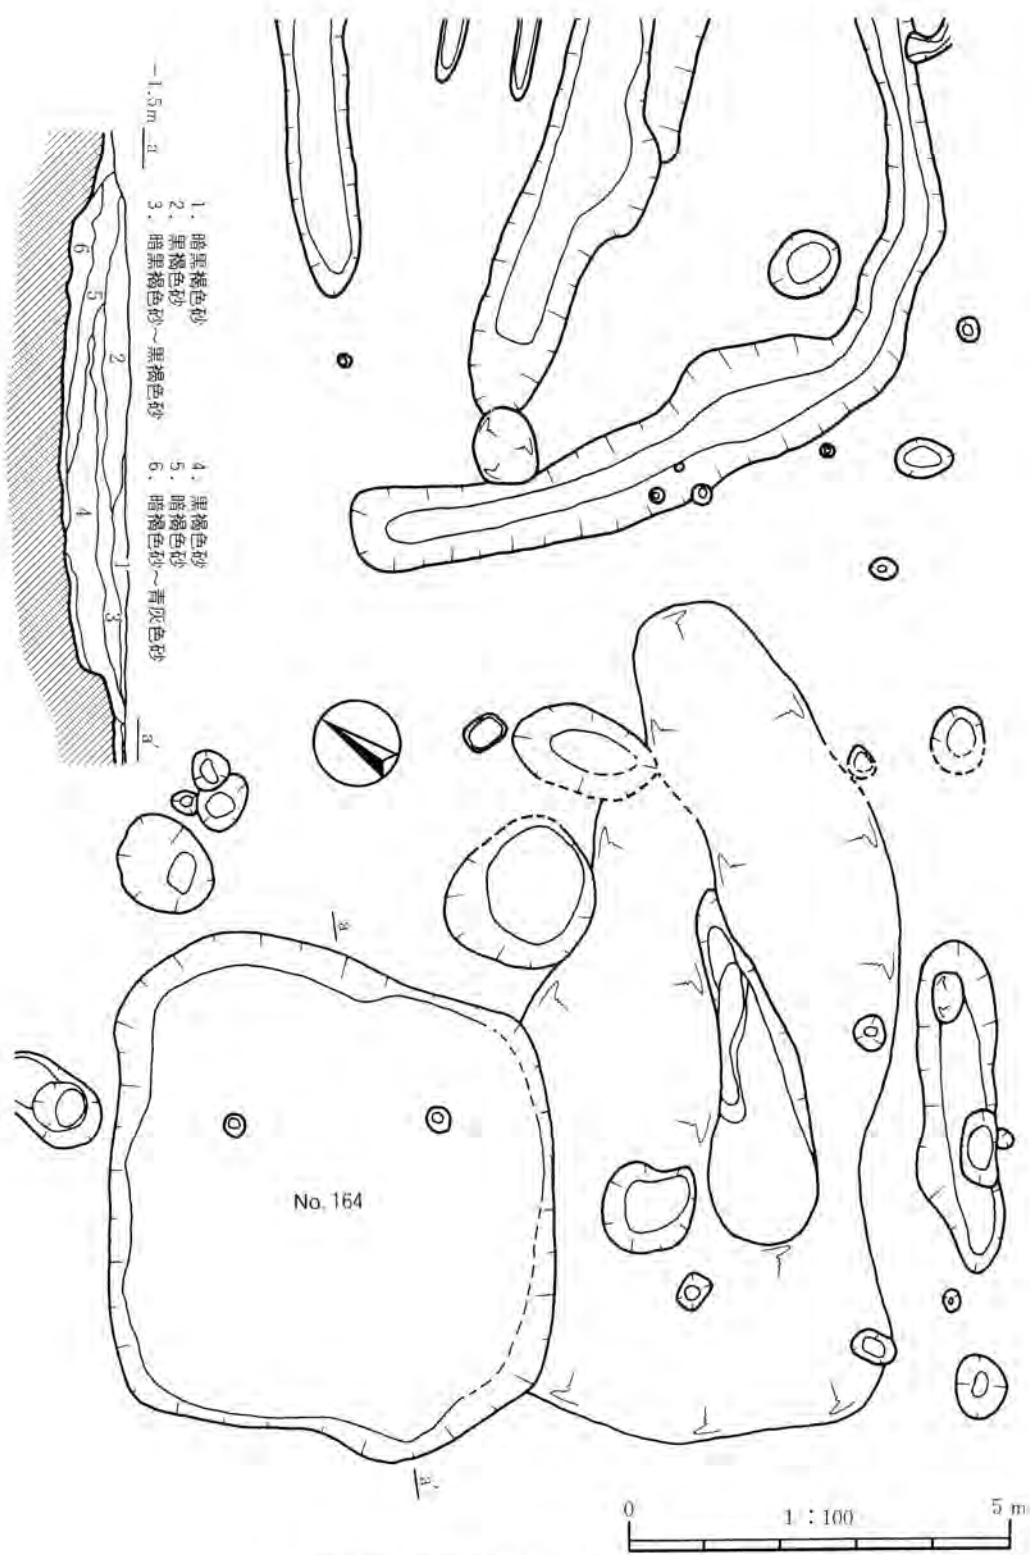 -1.5m a
a'
1. 暗黒褐色砂
2. 黒褐色砂
3. 暗黒褐色砂～黒褐色砂
4. 黒褐色砂
5. 暗褐色砂
6. 暗褐色砂～青灰色砂
6
5
2
4
1
3
a
No. 164
a'
0
1 : 100
5 m